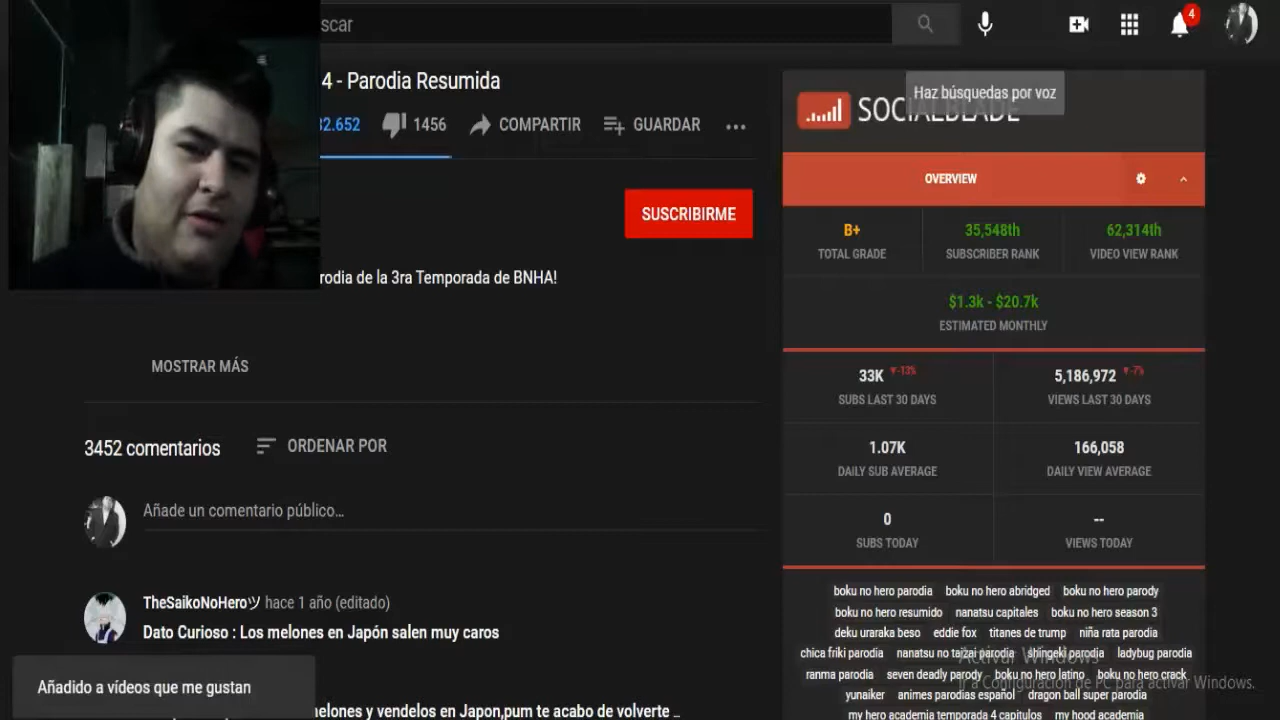 scar
4
4 - Parodia Resumida
32.652 1456 COMPARTIR GUARDAR ...
SUSCRIBIRME
rodia de la 3ra Temporada de BNHA!
MOSTRAR MÁS
3452 comentarios ORDENAR POR
Añade un comentario público...
TheSaikoNoHeroツ hace 1 año (editado)
Dato Curioso : Los melones en Japón salen muy caros
Añadido a vídeos que me gustan
melones y vendelos en Japon,pum te acabo de volverte ...
Haz búsquedas por voz
SOCIALBLADE
OVERVIEW
B+ 35,548th 62,314th
TOTAL GRADE SUBSCRIBER RANK VIDEO VIEW RANK
$1.3k - $20.7k
ESTIMATED MONTHLY
33K ▼-13% 5,186,972 ▼-7%
SUBS LAST 30 DAYS VIEWS LAST 30 DAYS
1.07K 166,058
DAILY SUB AVERAGE DAILY VIEW AVERAGE
0 --
SUBS TODAY VIEWS TODAY
boku no hero parodia boku no hero abridged boku no hero parody
boku no hero resumido nanatsu capitales boku no hero season 3
deku uraraka beso eddie fox titanes de trump niña rata parodia
chica friki parodia nanatsu no taizai parodia shingeki parodia ladybug parodia
ranma parodia seven deadly parody boku no hero latino boku no hero crack
yunaiker animes parodias español dragon ball super parodia
my hero academia temporada 4 capitulos my hood academia
Activar Windows
Ir a Configuración de PC para activar Windows.